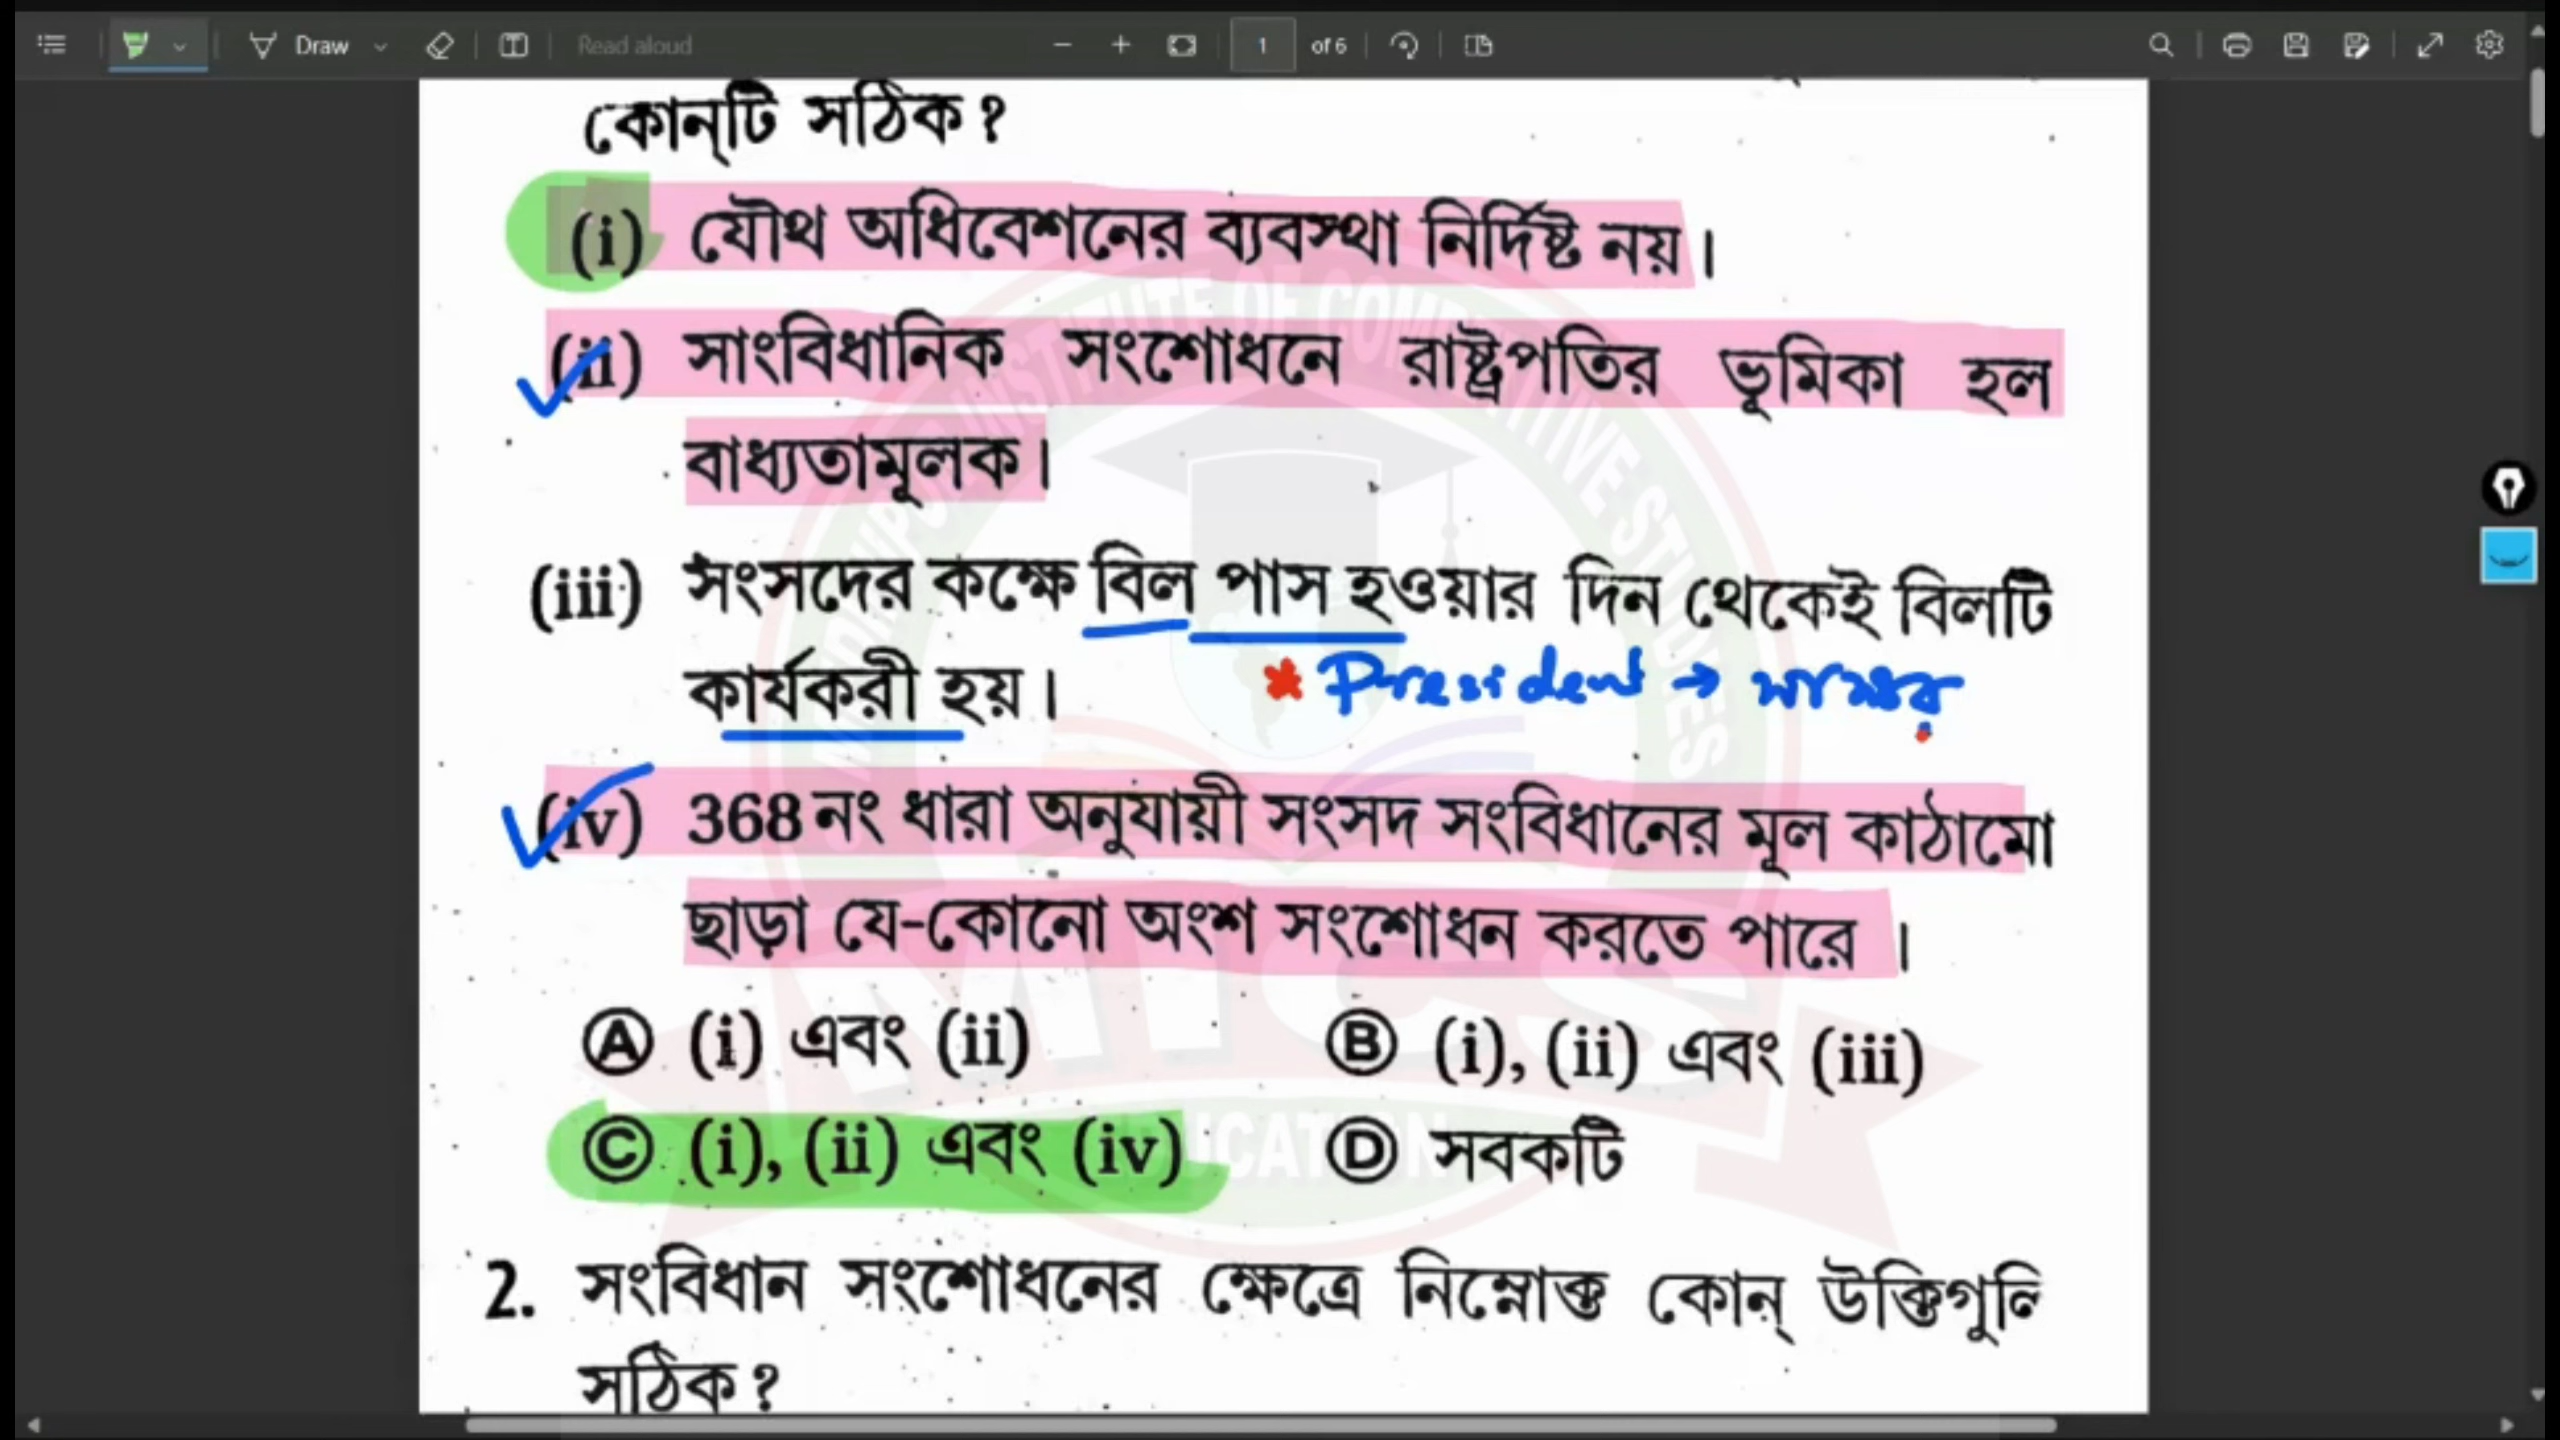 Draw
Read aloud
1 of 6
কোন্‌টি সঠিক?
(i) যৌথ অধিবেশনের ব্যবস্থা নির্দিষ্ট নয়।
(ii) সাংবিধানিক সংশোধনে রাষ্ট্রপতির ভূমিকা হল
বাধ্যতামূলক।
(iii) সংসদের কক্ষে বিল পাস হওয়ার দিন থেকেই বিলটি
কার্যকরী হয়।
* President →
(iv) 368 নং ধারা অনুযায়ী সংসদ সংবিধানের মূল কাঠামো
ছাড়া যে-কোনো অংশ সংশোধন করতে পারে।
Ⓐ (i) এবং (ii) Ⓑ (i), (ii) এবং (iii)
Ⓒ (i), (ii) এবং (iv) Ⓓ সবকটি
2. সংবিধান সংশোধনের ক্ষেত্রে নিম্নোক্ত কোন্ উক্তিগুলি
সঠিক?